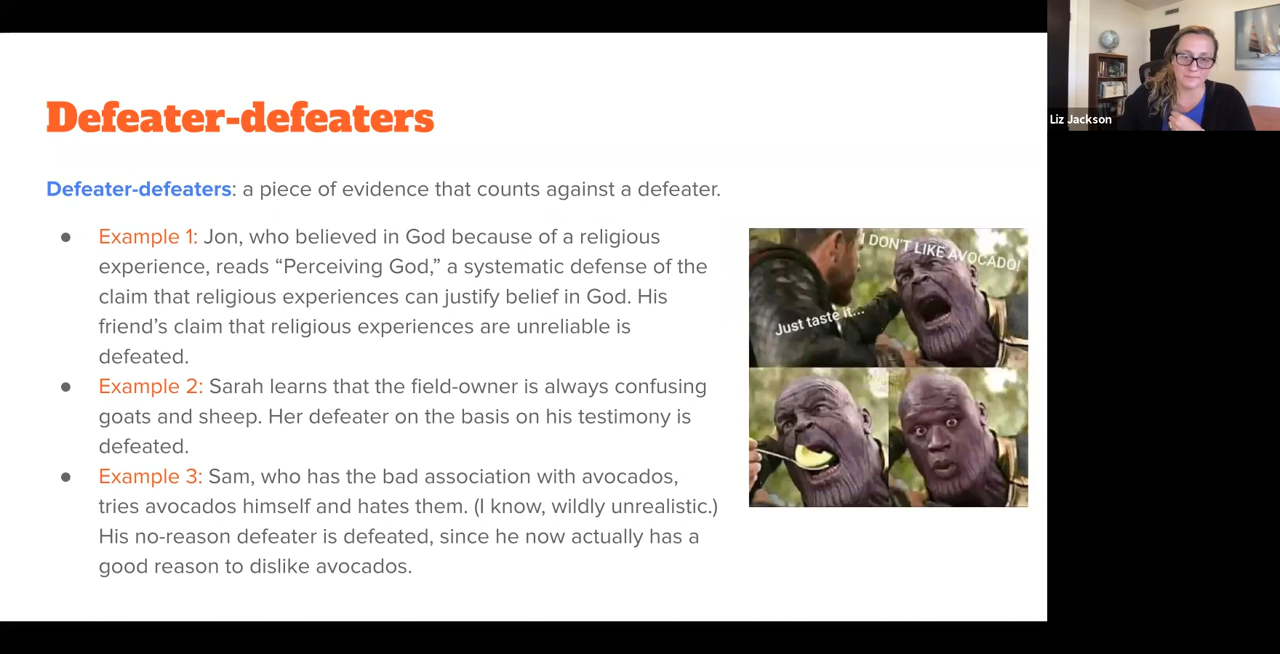 Defeater-defeaters
Liz Jackson
Defeater-defeaters: a piece of evidence that counts against a defeater.
● Example 1: Jon, who believed in God because of a religious
experience, reads “Perceiving God,” a systematic defense of the
claim that religious experiences can justify belief in God. His
friend’s claim that religious experiences are unreliable is
defeated.
● Example 2: Sarah learns that the field-owner is always confusing
goats and sheep. Her defeater on the basis on his testimony is
defeated.
● Example 3: Sam, who has the bad association with avocados,
tries avocados himself and hates them. (I know, wildly unrealistic.)
His no-reason defeater is defeated, since he now actually has a
good reason to dislike avocados.
I DON'T LIKE AVOCADO!
Just taste it...